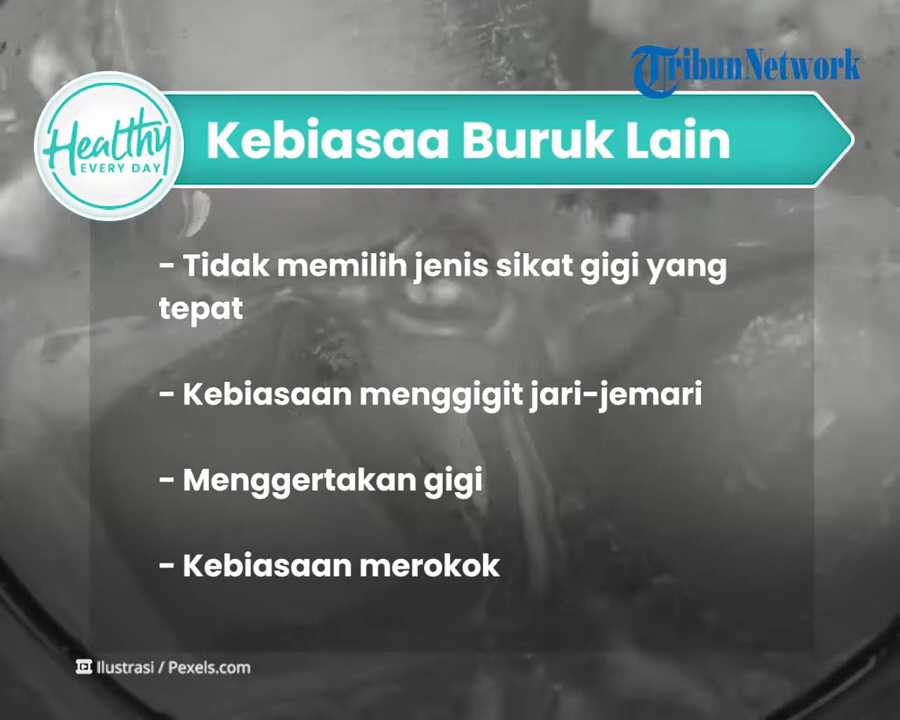 TribunNetwork
Healthy
EVERY DAY
Kebiasaa Buruk Lain
- Tidak memilih jenis sikat gigi yang
tepat
- Kebiasaan menggigit jari-jemari
- Menggertakan gigi
- Kebiasaan merokok
Ilustrasi / Pexels.com